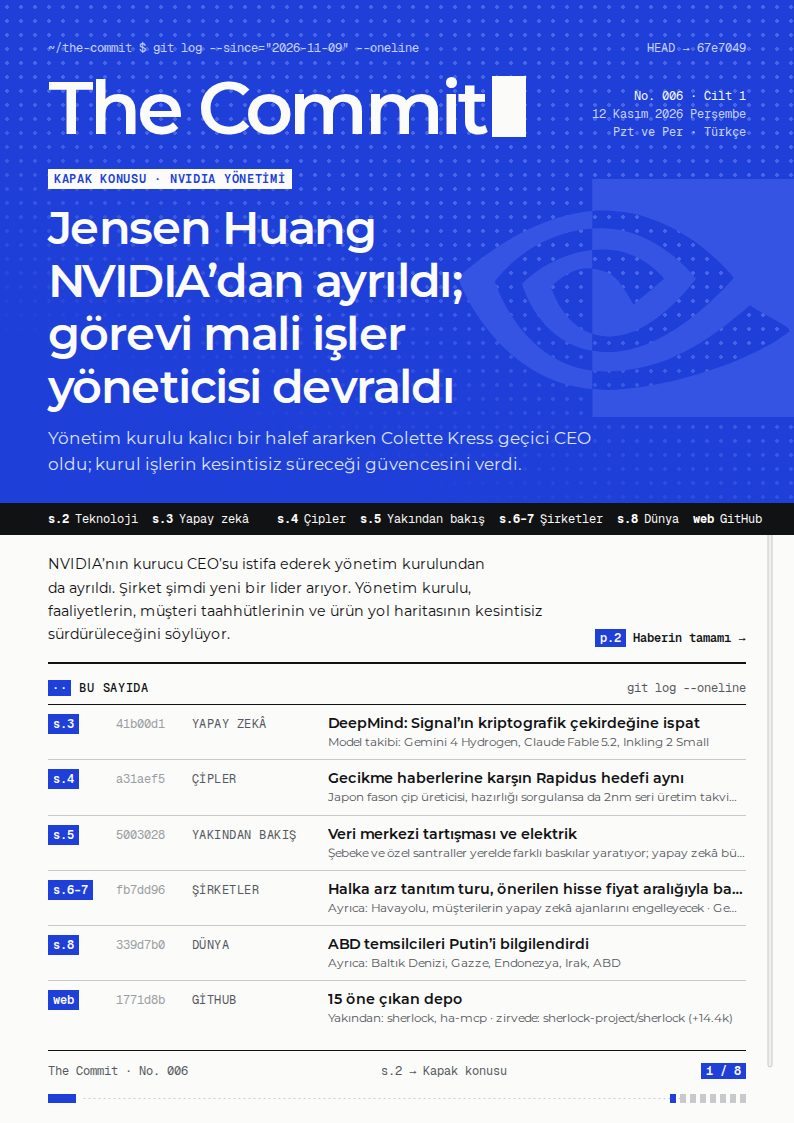 ~/the-commit $ git log --since="2026-11-09" --oneline
HEAD → 67e7049
The Commit
No. 006 · Cilt 1
12 Kasım 2026 Perşembe
Pzt ve Per · Türkçe
KAPAK KONUSU · NVIDIA YÖNETİMİ
Jensen Huang
NVIDIA’dan ayrıldı;
görevi mali işler
yöneticisi devraldı
Yönetim kurulu kalıcı bir halef ararken Colette Kress geçici CEO
oldu; kurul işlerin kesintisiz süreceği güvencesini verdi.
s.2 Teknoloji s.3 Yapay zekâ s.4 Çipler s.5 Yakından bakış s.6–7 Şirketler s.8 Dünya web GitHub
NVIDIA’nın kurucu CEO’su istifa ederek yönetim kurulundan
da ayrıldı. Şirket şimdi yeni bir lider arıyor. Yönetim kurulu,
faaliyetlerin, müşteri taahhütlerinin ve ürün yol haritasının kesintisiz
sürdürüleceğini söylüyor.
p.2 Haberin tamamı →
·· BU SAYIDA
git log --oneline
s.3 41b00d1 YAPAY ZEKÂ DeepMind: Signal’ın kriptografik çekirdeğine ispat
Model takibi: Gemini 4 Hydrogen, Claude Fable 5.2, Inkling 2 Small
s.4 a31aef5 ÇİPLER Gecikme haberlerine karşın Rapidus hedefi aynı
Japon fason çip üreticisi, hazırlığı sorgulansa da 2nm seri üretim takvi…
s.5 5003028 YAKINDAN BAKIŞ Veri merkezi tartışması ve elektrik
Şebeke ve özel santraller yerelde farklı baskılar yaratıyor; yapay zekâ bü…
s.6–7 fb7dd96 ŞİRKETLER Halka arz tanıtım turu, önerilen hisse fiyat aralığıyla ba…
Ayrıca: Havayolu, müşterilerin yapay zekâ ajanlarını engelleyecek · Ge…
s.8 339d7b0 DÜNYA ABD temsilcileri Putin’i bilgilendirdi
Ayrıca: Baltık Denizi, Gazze, Endonezya, Irak, ABD
web 1771d8b GİTHUB 15 öne çıkan depo
Yakından: sherlock, ha-mcp · zirvede: sherlock-project/sherlock (+14.4k)
The Commit · No. 006
s.2 → Kapak konusu
1 / 8